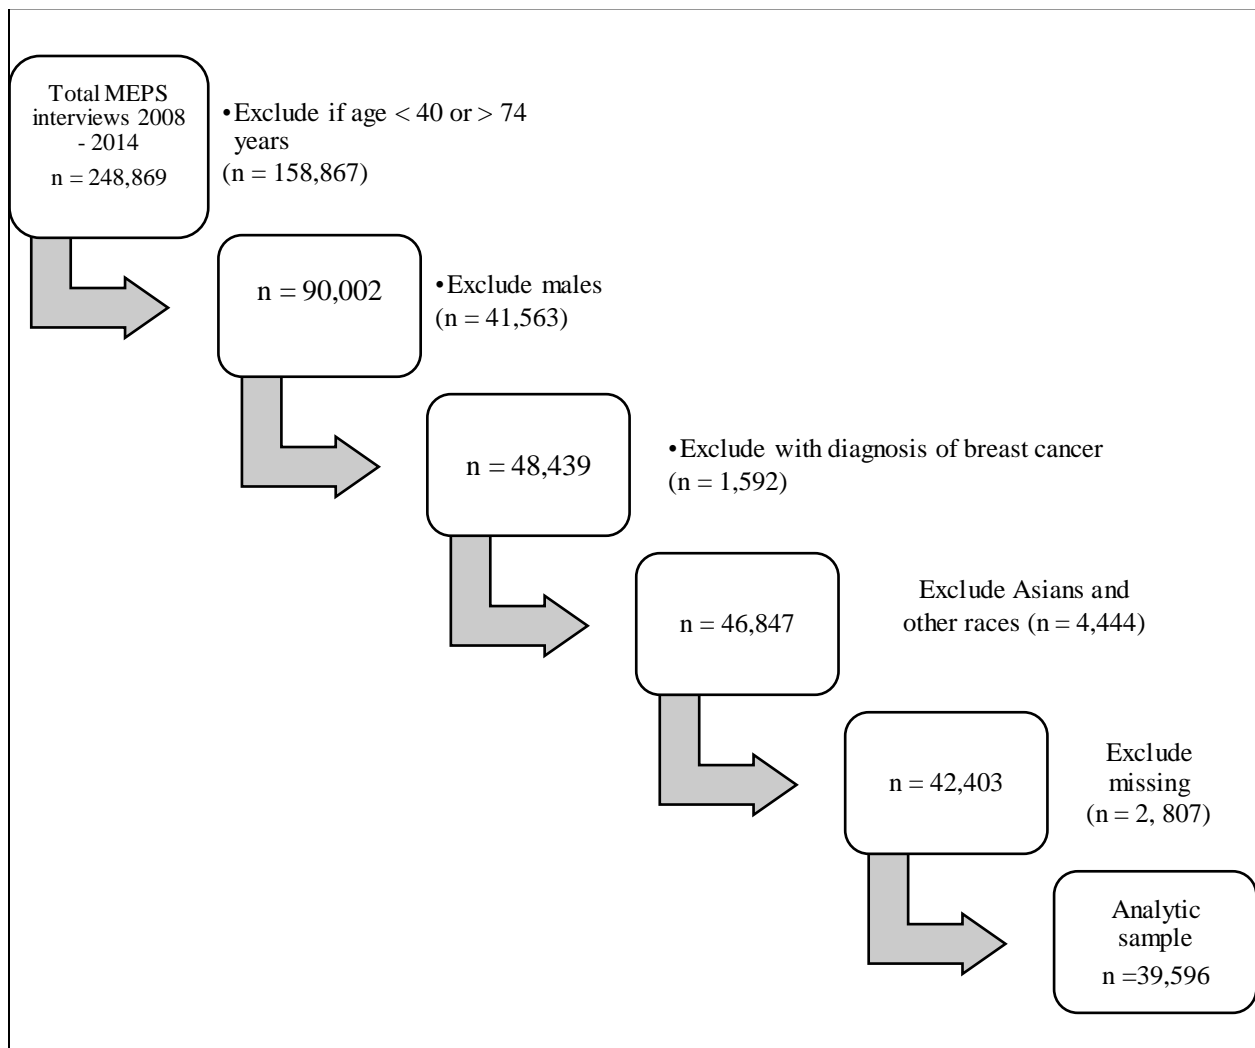 Total MEPS
interviews 2008
- 2014
n = 248,869
•Exclude if age < 40 or > 74
years
(n = 158,867)
n = 90,002
•Exclude males
(n = 41,563)
n = 48,439
•Exclude with diagnosis of breast cancer
(n = 1,592)
n = 46,847
Exclude Asians and
other races (n = 4,444)
n = 42,403
Exclude
missing
(n = 2, 807)
Analytic
sample
n =39,596